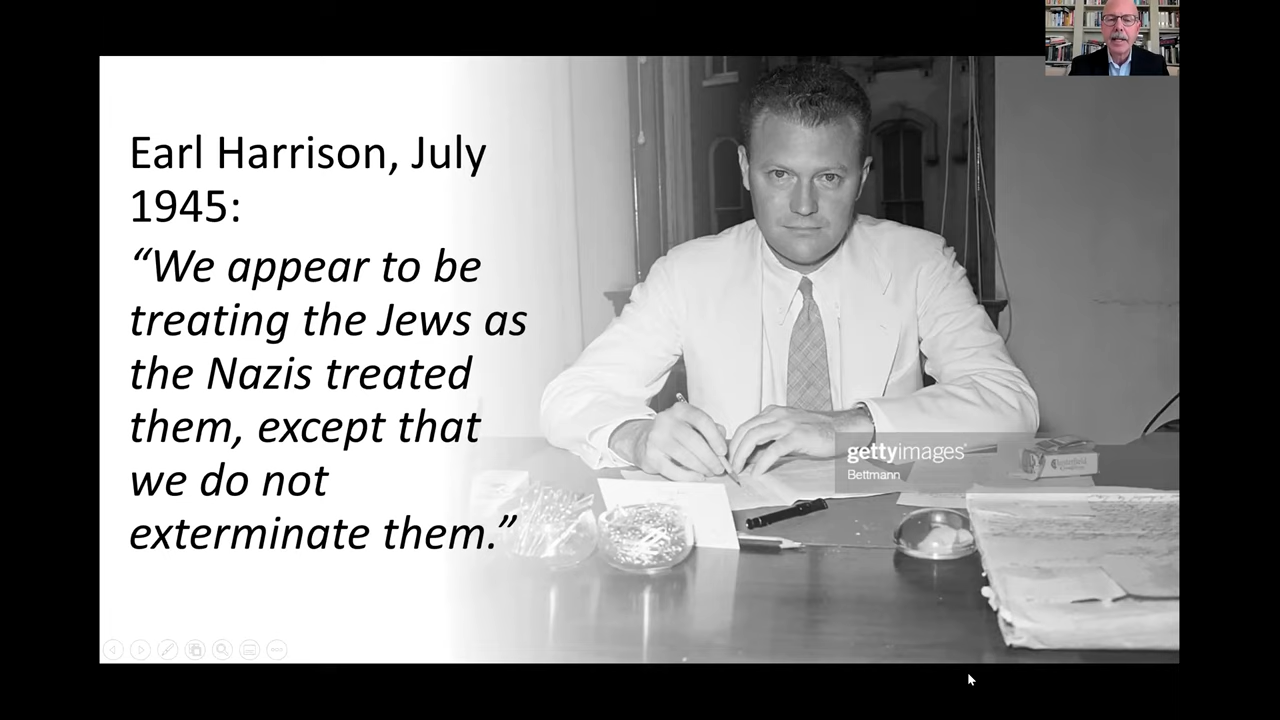 Earl Harrison, July
1945:
“We appear to be
treating the Jews as
the Nazis treated
them, except that
we do not
exterminate them.”
gettyimages®
Bettmann
Chesterfield